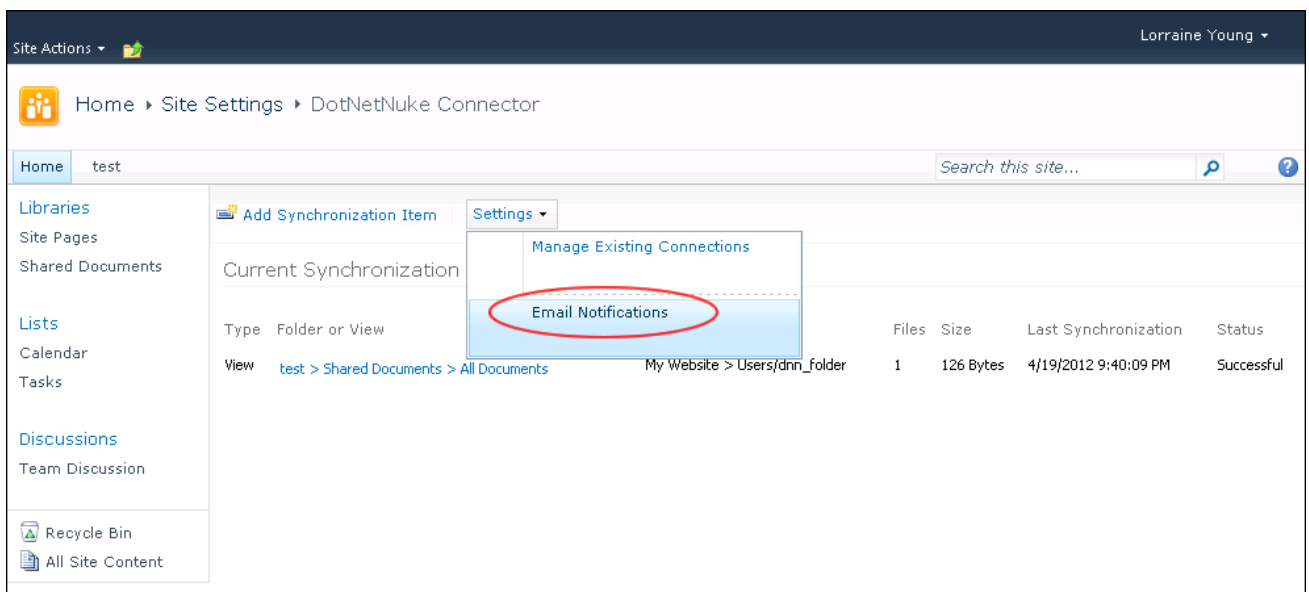 Lorraine Young
Site Actions
Home ▸ Site Settings ▸ DotNetNuke Connector
Home test
Search this site...
Libraries
Site Pages
Shared Documents
Lists
Calendar
Tasks
Discussions
Team Discussion
Recycle Bin
All Site Content
Add Synchronization Item
Settings
Manage Existing Connections
Email Notifications
Current Synchronization
Type Folder or View Files Size Last Synchronization Status
View test > Shared Documents > All Documents My Website > Users/dnn_folder 1 126 Bytes 4/19/2012 9:40:09 PM Successful